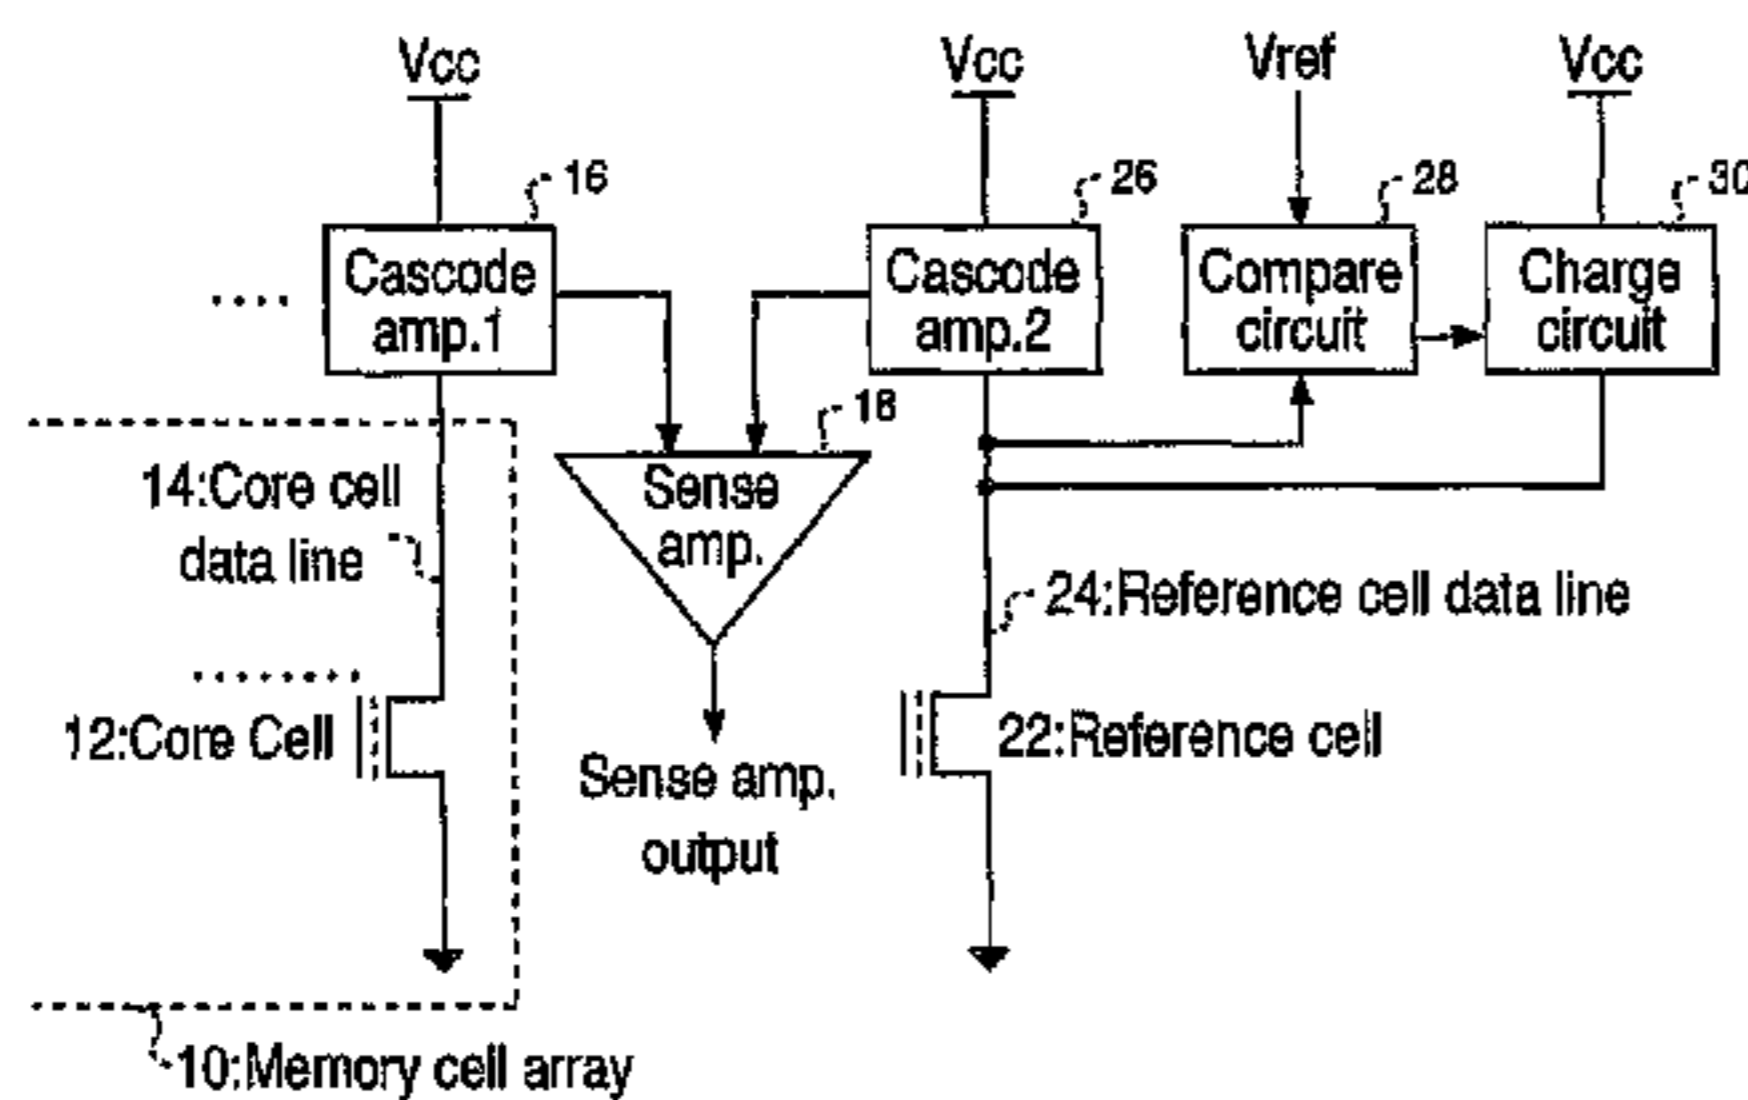 Vcc
Vcc
Vref
Vcc
16
26
28
30
Cascode
amp.1
Cascode
amp.2
Compare
circuit
Charge
circuit
18
14:Core cell
data line
Sense
amp.
24:Reference cell data line
12:Core Cell
22:Reference cell
Sense amp.
output
10:Memory cell array